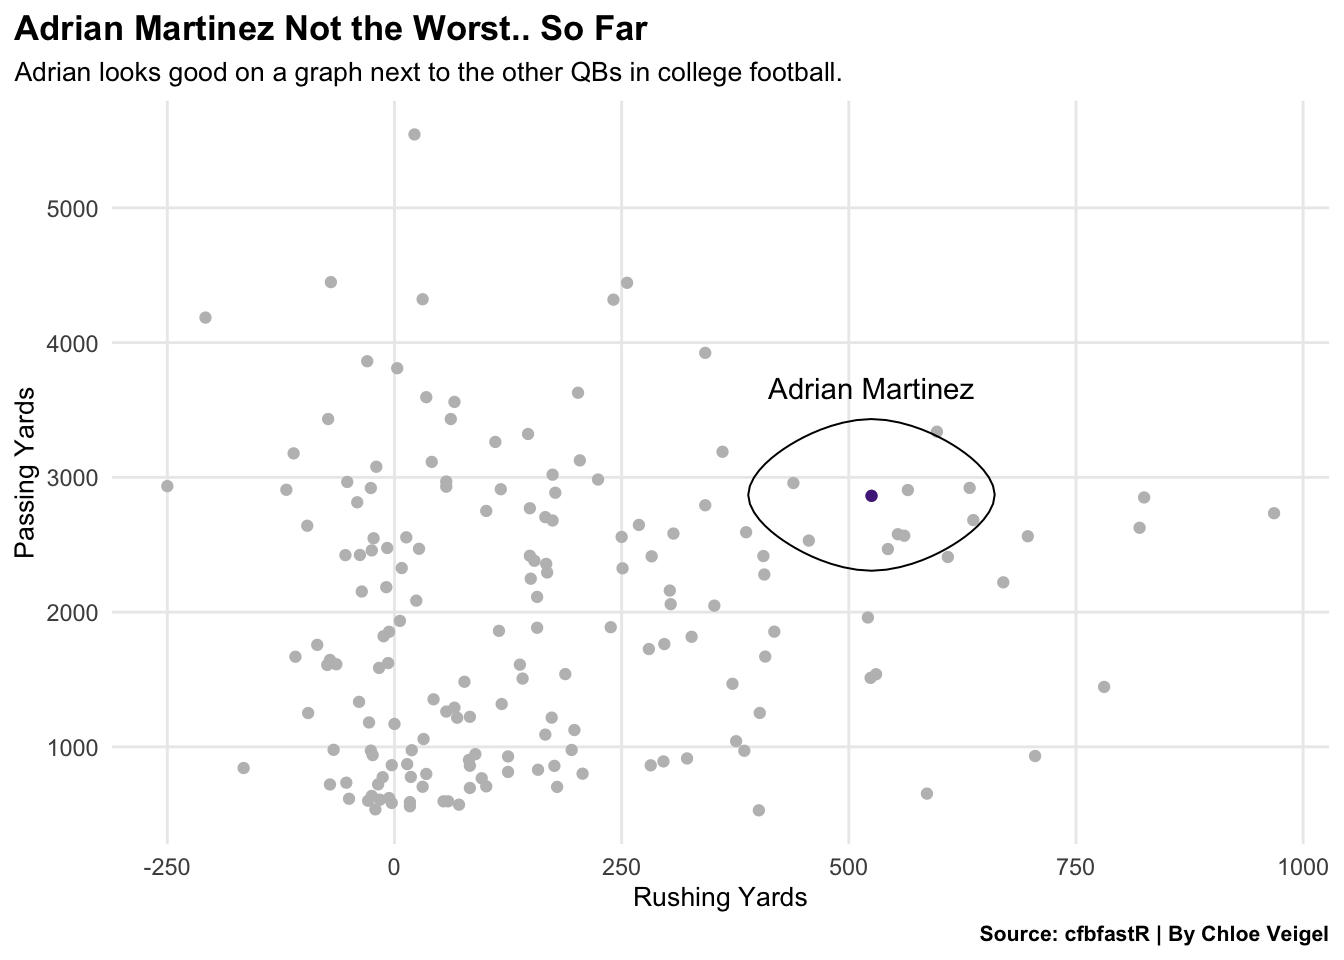 Adrian Martinez Not the Worst.. So Far
Adrian looks good on a graph next to the other QBs in college football.
5000
4000
3000
2000
1000
Passing Yards
Adrian Martinez
-250 0 250 500 750 1000
Rushing Yards
Source: cfbfastR | By Chloe Veigel